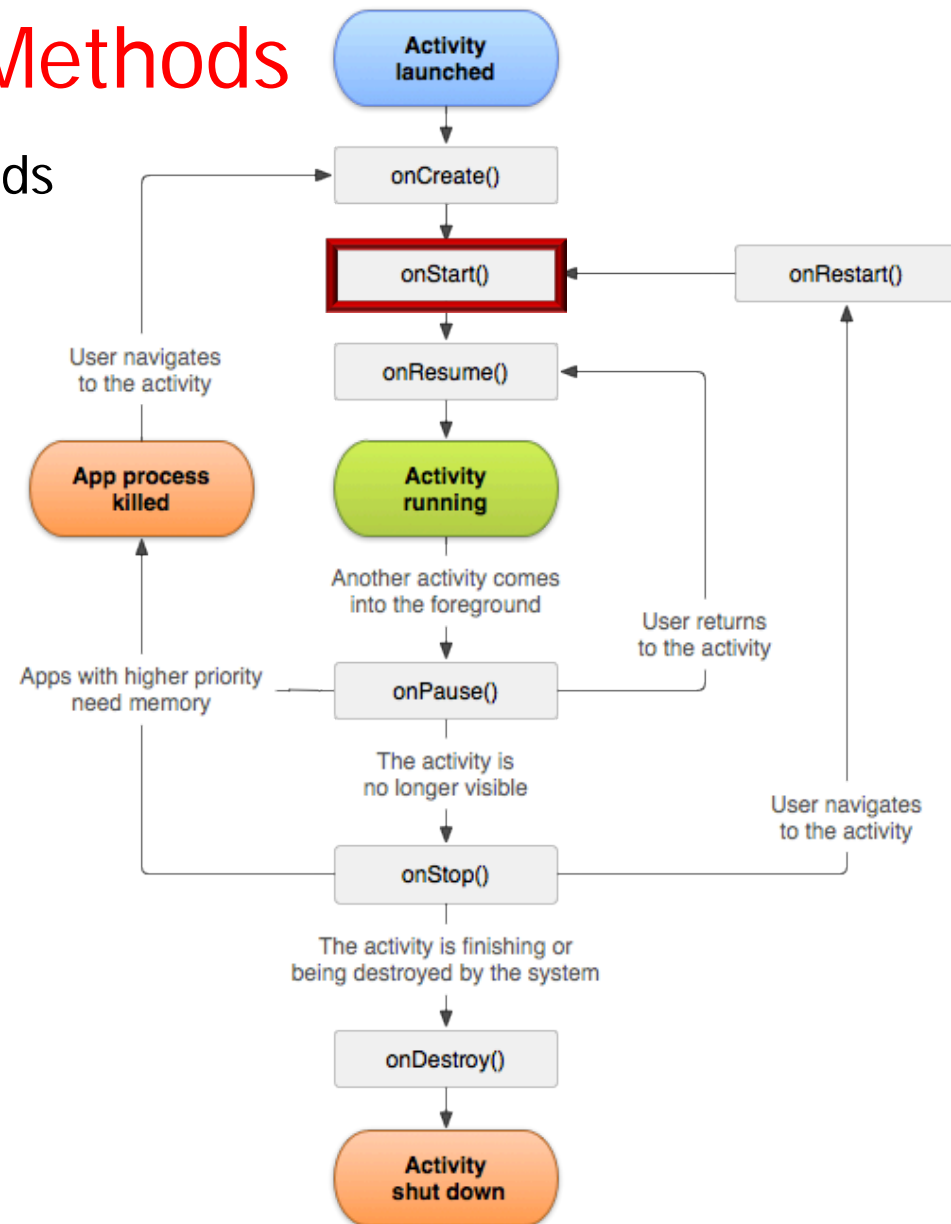 Methods
ds
Activity
launched
onCreate()
onStart()
onRestart()
onResume()
User navigates
to the activity
App process
killed
Activity
running
Another activity comes
into the foreground
User returns
to the activity
Apps with higher priority
need memory
onPause()
The activity is
no longer visible
User navigates
to the activity
onStop()
The activity is finishing or
being destroyed by the system
onDestroy()
Activity
shut down